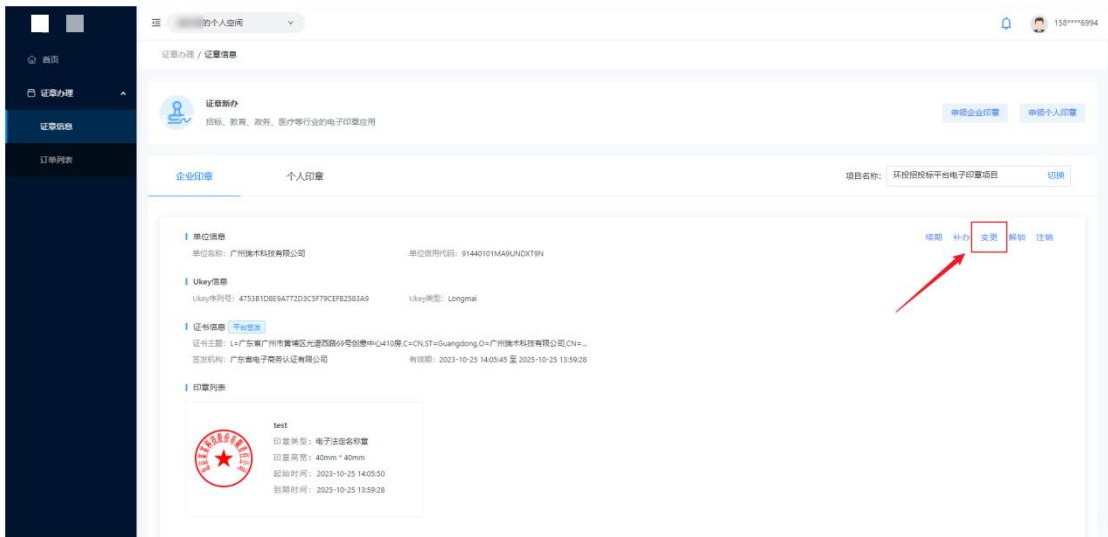 的个人空间
158****6994
首页
证章办理 / 证章信息
证章办理
证章新办
招标、教育、政务、医疗等行业的电子印章应用
申领企业印章 申领个人印章
证章信息
订单列表
企业印章 个人印章 项目名称: 环投招投标平台电子印章项目 切换
单位信息 续期 补办 变更 解锁 注销
单位名称: 广州瑞术科技有限公司 单位信用代码: 91440101MA9UNDXT9N
Ukey信息
Ukey序列号: 4753B1D8E9A772D3C5F79CEFB2583A9 Ukey类型: Longmai
证书信息 平台签发
证书主题: L=广东省广州市黄埔区光谱西路69号创意中心410房,C=CN,ST=Guangdong,O=广州瑞术科技有限公司,CN=...
签发机构: 广东省电子商务认证有限公司 有效期: 2023-10-25 14:05:45 至 2025-10-25 13:59:28
印章列表
test
印章类型: 电子法定名称章
印章高宽: 40mm * 40mm
起始时间: 2023-10-25 14:05:50
到期时间: 2025-10-25 13:59:28